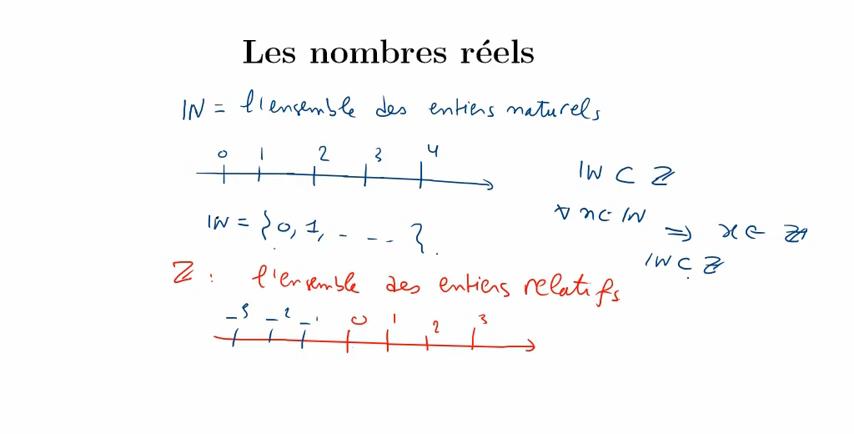 Les nombres réels
ℕ = l'ensemble des entiers naturels
0 1 2 3 4
ℕ = {0, 1, - - - }.
ℕ ⊂ ℤ
∀ x ∈ ℕ ⇒ x ∈ ℤ
ℕ ⊂ ℤ
ℤ : l'ensemble des entiers relatifs
-3 -2 -1 0 1 2 3